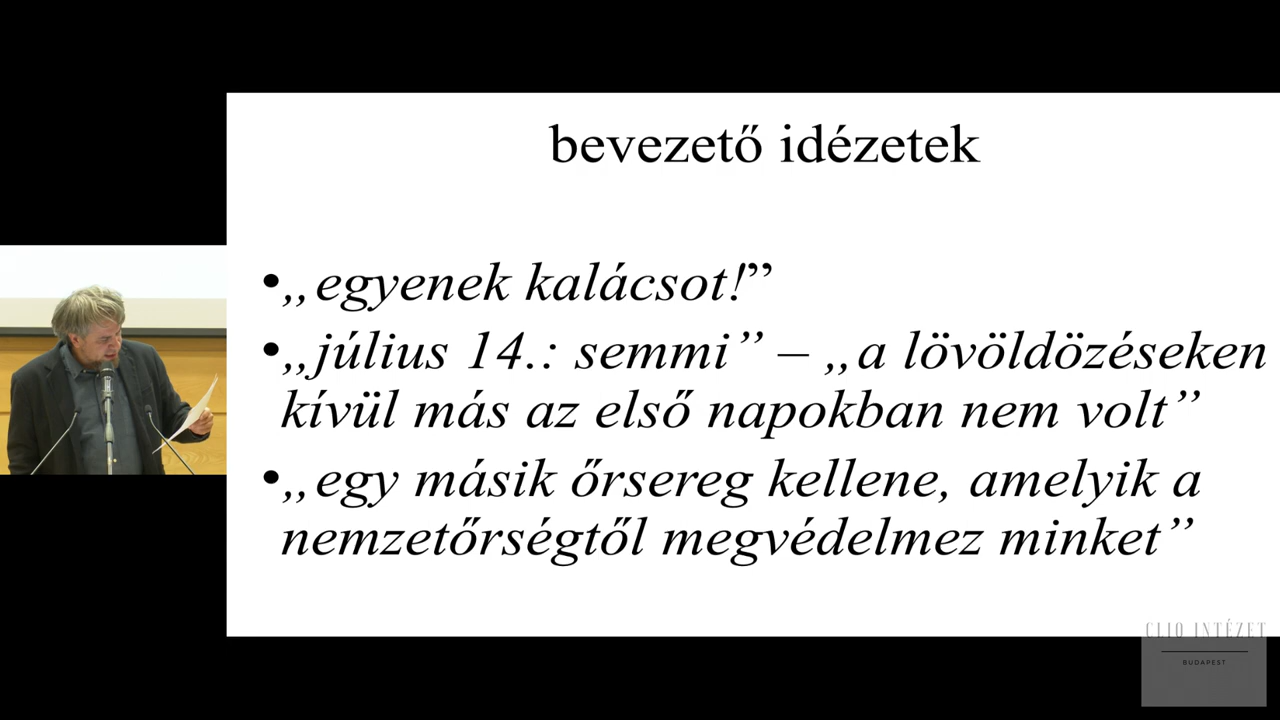 bevezető idézetek
•„egyenek kalácsot!”
•„július 14.: semmi” – „a lövöldözéseken
kívül más az első napokban nem volt”
•„egy másik őrsereg kellene, amelyik a
nemzetőrségtől megvédelmez minket”
CLIO INTÉZET
BUDAPEST